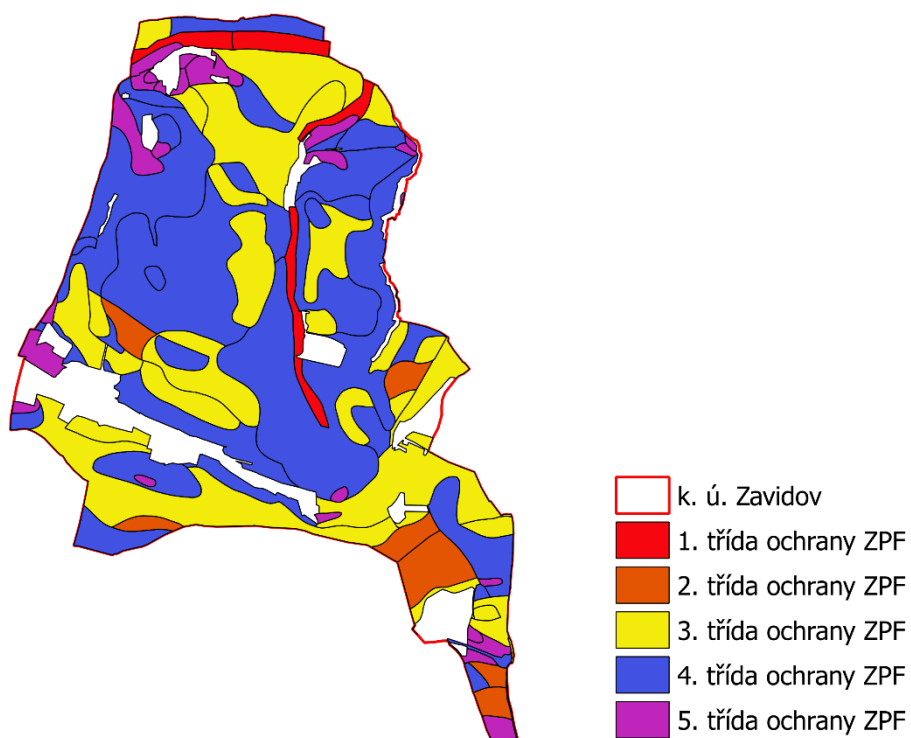 k. ú. Zavidov
1. třída ochrany ZPF
2. třída ochrany ZPF
3. třída ochrany ZPF
4. třída ochrany ZPF
5. třída ochrany ZPF